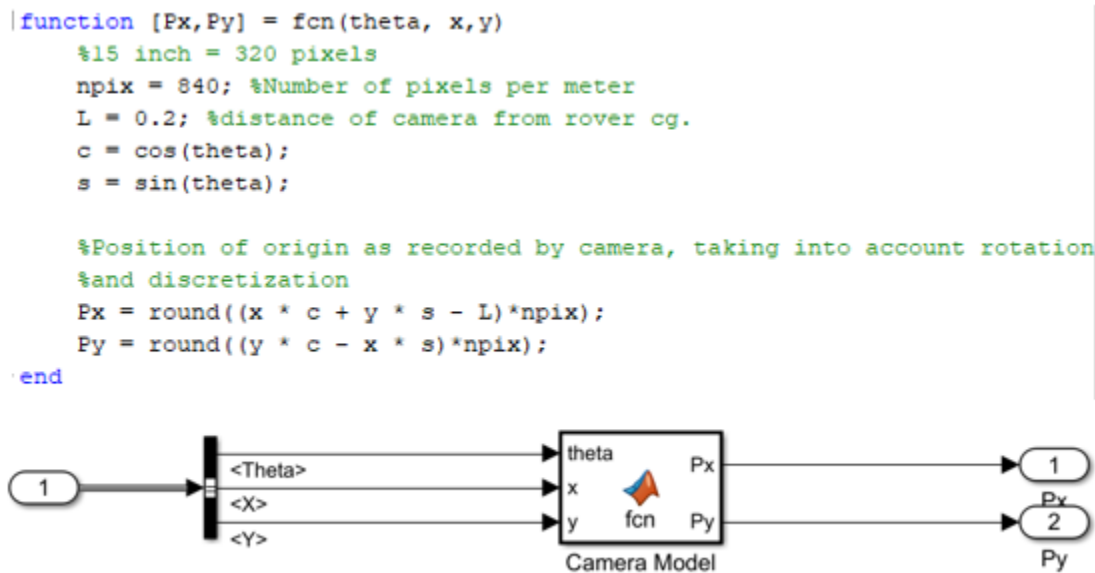 function [Px,Py] = fcn(theta, x,y)
%15 inch = 320 pixels
npix = 840; %Number of pixels per meter
L = 0.2; %distance of camera from rover cg.
c = cos(theta);
s = sin(theta);
%Position of origin as recorded by camera, taking into account rotation
%and discretization
Px = round((x * c + y * s - L)*npix);
Py = round((y * c - x * s)*npix);
end
1
<Theta>
<X>
<Y>
theta
x
y
fcn
Px
Py
Camera Model
1
Px
2
Py